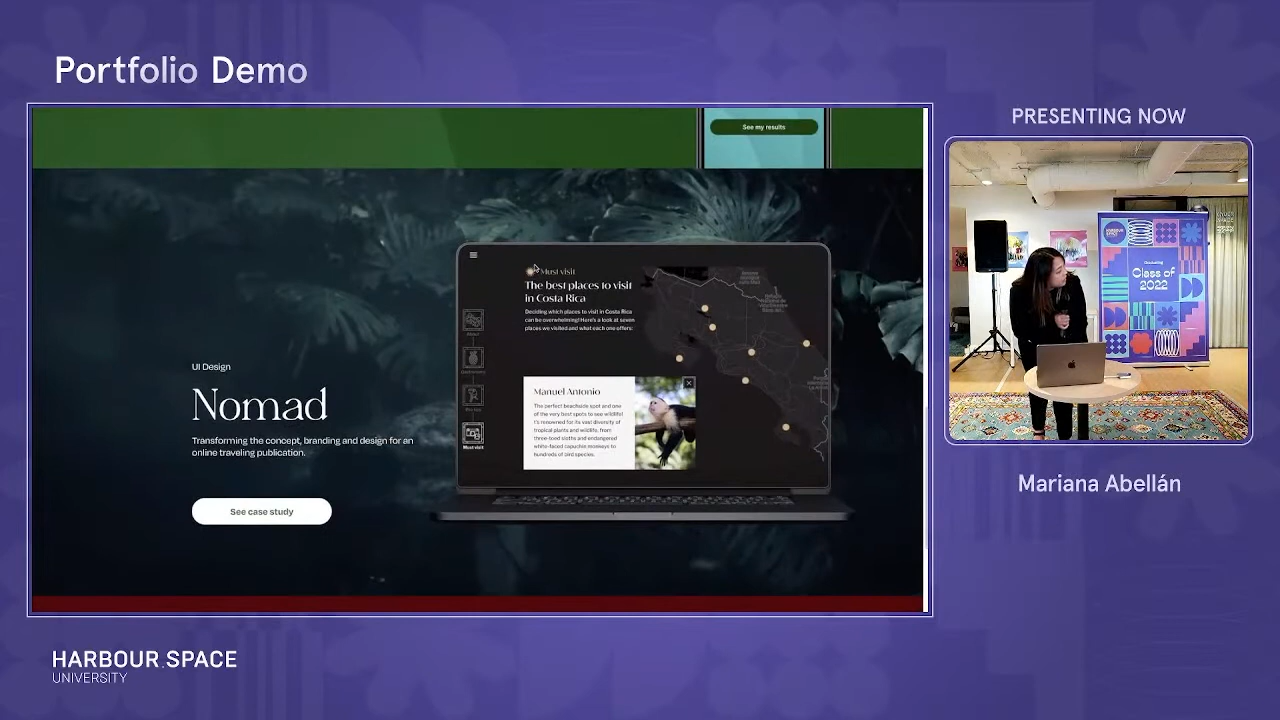 Portfolio Demo
See my results
Must visit
The best places to visit
in Costa Rica
Deciding which places to visit in Costa Rica
can be overwhelming! Here's a look at seven
places we visited and what each one offers:
Must visit
Manuel Antonio
The perfect beachside spot and one
of the very best spots to see wildlife!
It's renowned for its vast diversity of
tropical plants and wildlife, from
three-toed sloths and endangered
white-faced capuchin monkeys to
hundreds of bird species.
UI Design
Nomad
Transforming the concept, branding and design for an
online traveling publication.
See case study
PRESENTING NOW
Class of
2022
Mariana Abellán
HARBOUR.SPACE
UNIVERSITY